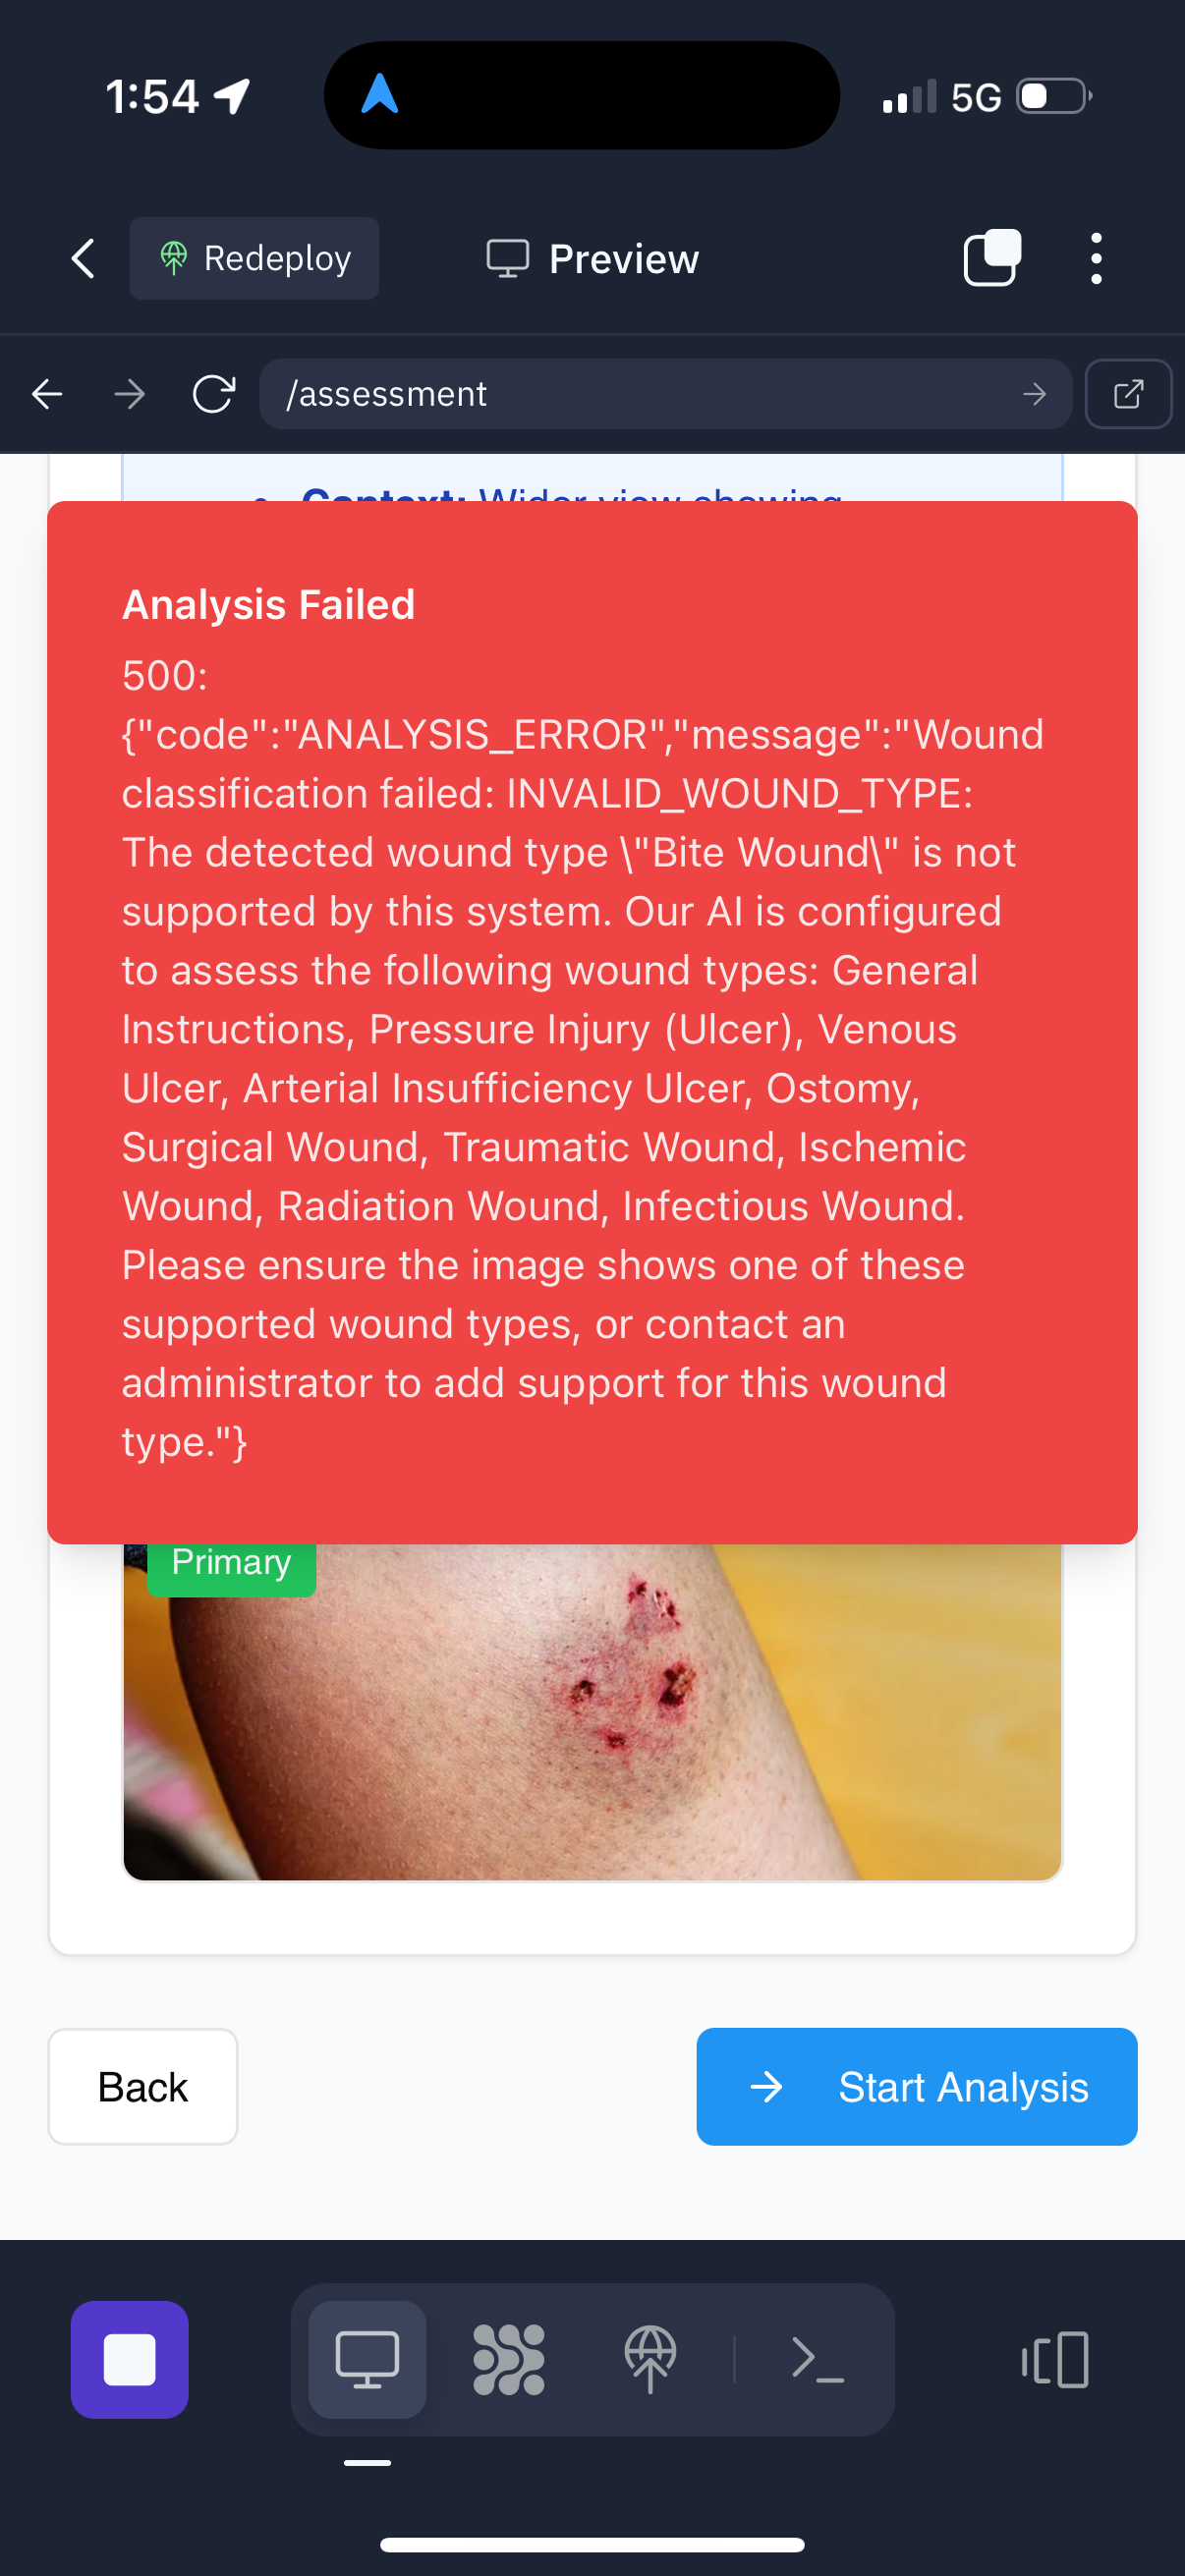 1:54
5G
Redeploy
Preview
/assessment
Context: Wider view showing
Analysis Failed
500:
{"code":"ANALYSIS_ERROR","message":"Wound
classification failed: INVALID_WOUND_TYPE:
The detected wound type \"Bite Wound\" is not
supported by this system. Our AI is configured
to assess the following wound types: General
Instructions, Pressure Injury (Ulcer), Venous
Ulcer, Arterial Insufficiency Ulcer, Ostomy,
Surgical Wound, Traumatic Wound, Ischemic
Wound, Radiation Wound, Infectious Wound.
Please ensure the image shows one of these
supported wound types, or contact an
administrator to add support for this wound
type."}
Primary
Back
Start Analysis